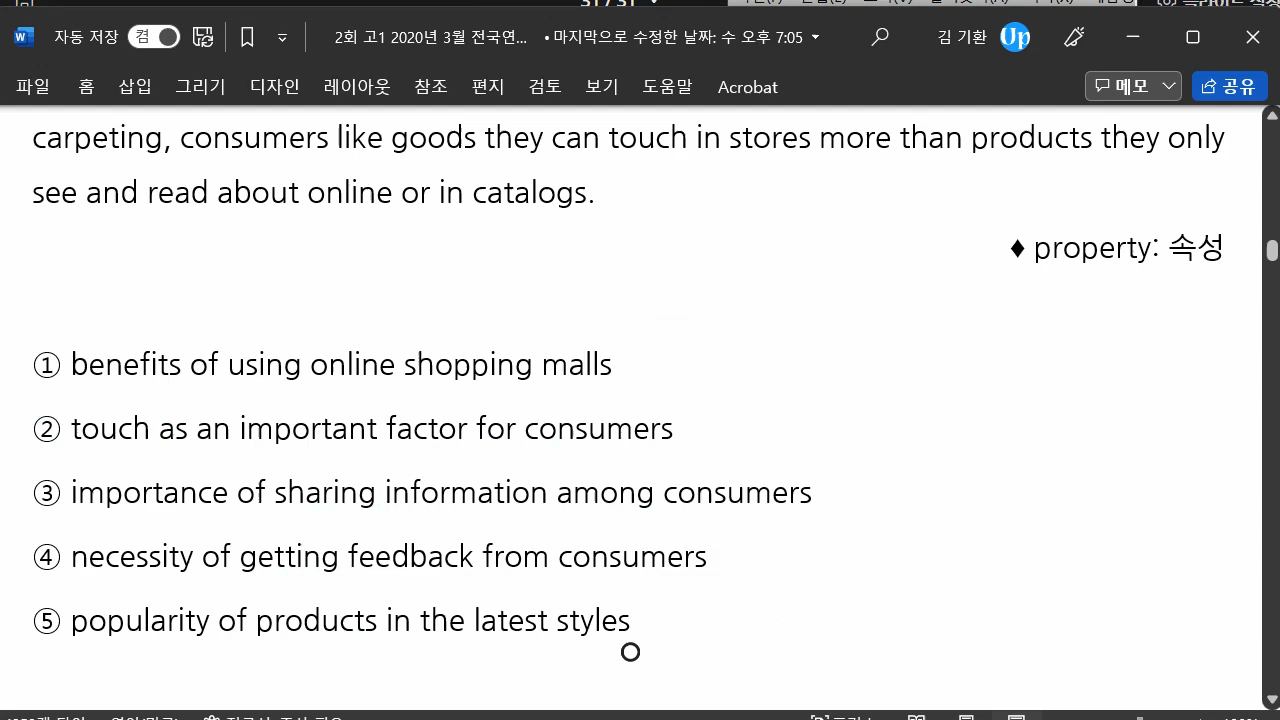 31 / 31
자동 저장 켬 2회 고1 2020년 3월 전국연... • 마지막으로 수정한 날짜: 수 오후 7:05 김 기환 Up
파일 홈 삽입 그리기 디자인 레이아웃 참조 편지 검토 보기 도움말 Acrobat 메모 공유
carpeting, consumers like goods they can touch in stores more than products they only
see and read about online or in catalogs.
♦ property: 속성
① benefits of using online shopping malls
② touch as an important factor for consumers
③ importance of sharing information among consumers
④ necessity of getting feedback from consumers
⑤ popularity of products in the latest styles